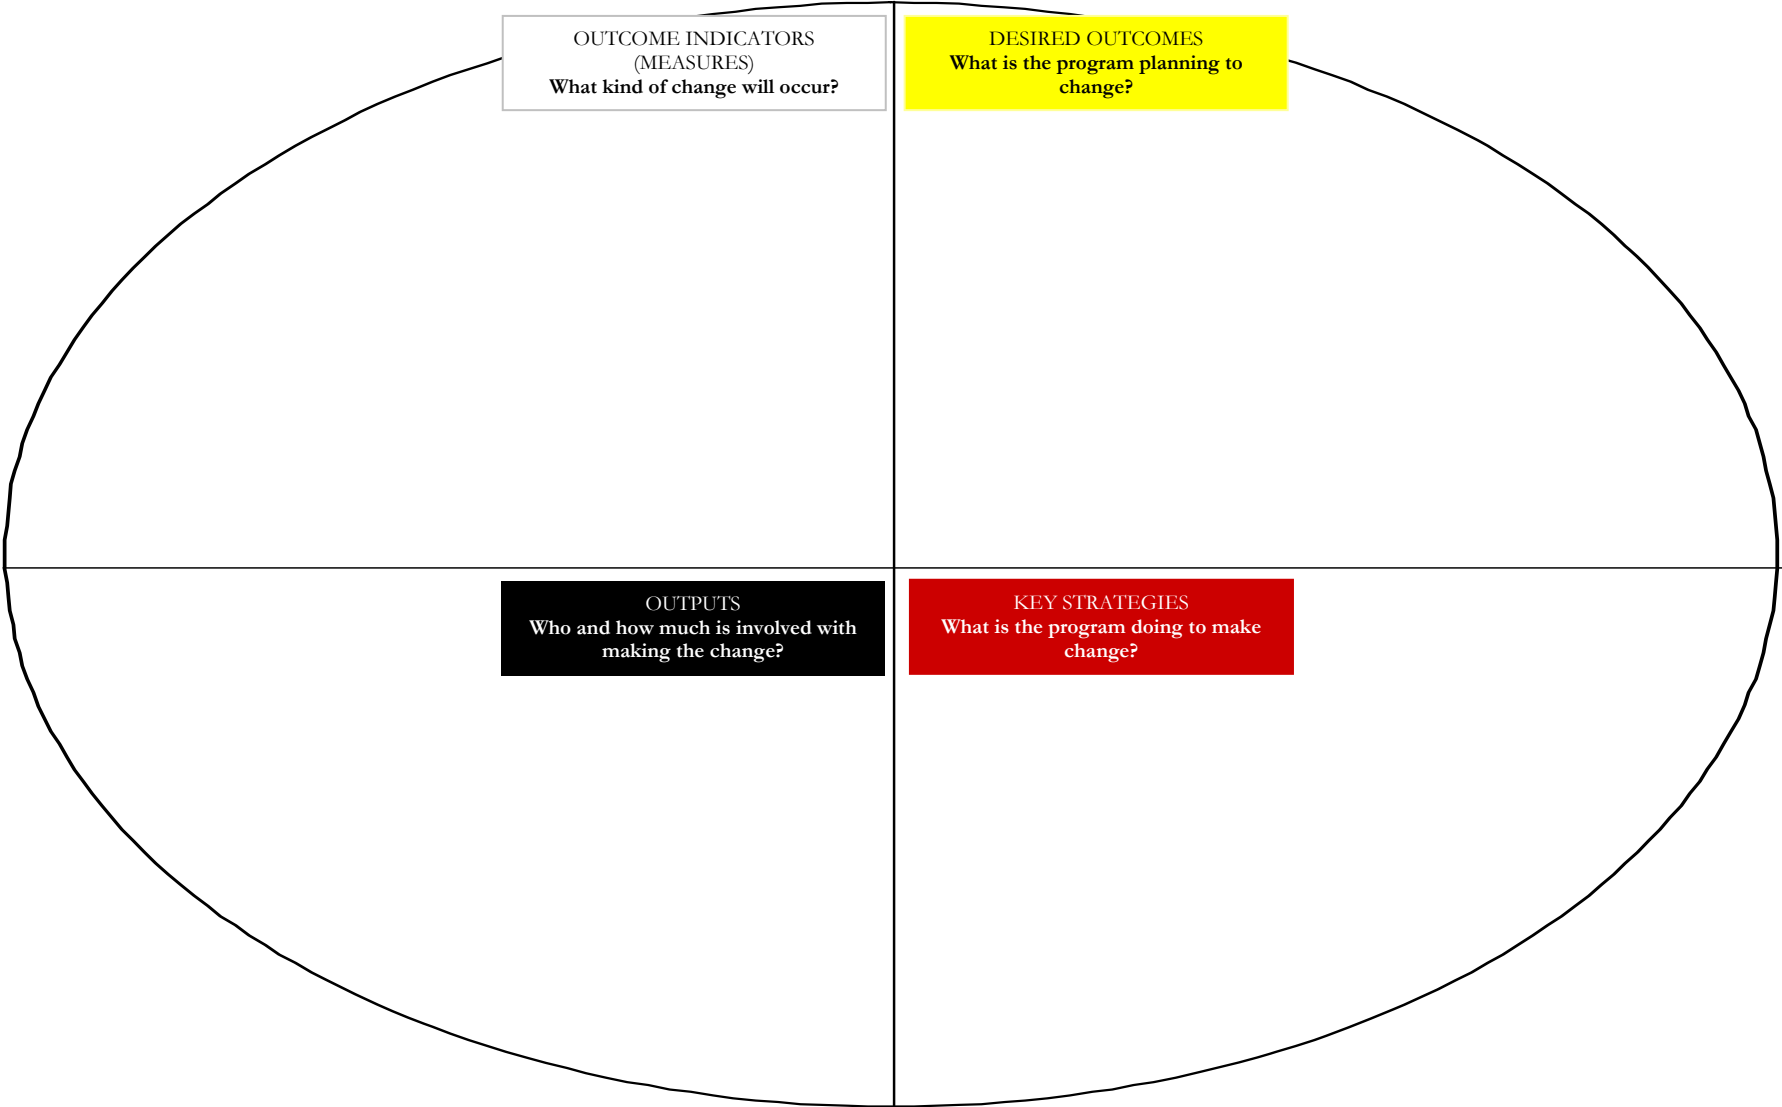 OUTCOME INDICATORS
(MEASURES)
What kind of change will occur?
DESIRED OUTCOMES
What is the program planning to
change?
OUTPUTS
Who and how much is involved with
making the change?
KEY STRATEGIES
What is the program doing to make
change?